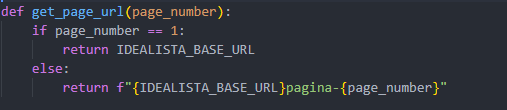 def get_page_url(page_number):
    if page_number == 1:
        return IDEALISTA_BASE_URL
    else:
        return f"{IDEALISTA_BASE_URL}pagina-{page_number}"